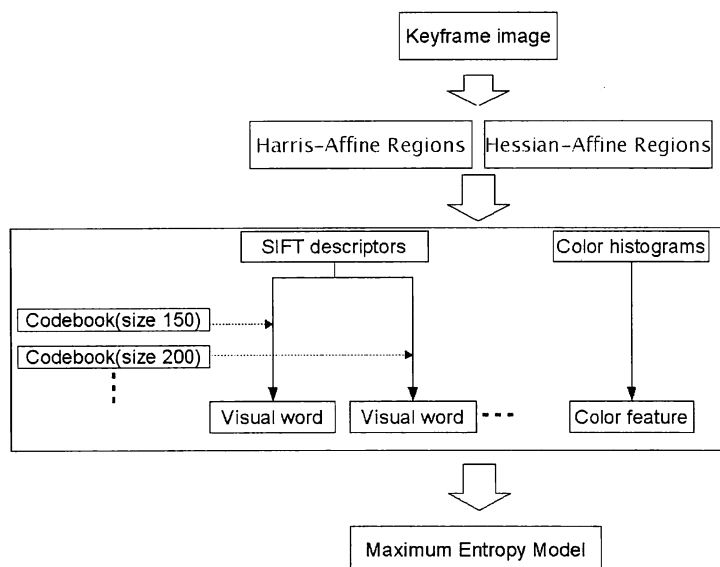 Keyframe image
Harris-Affine Regions
Hessian-Affine Regions
SIFT descriptors
Color histograms
Codebook(size 150)
Codebook(size 200)
Visual word
Visual word
Color feature
Maximum Entropy Model